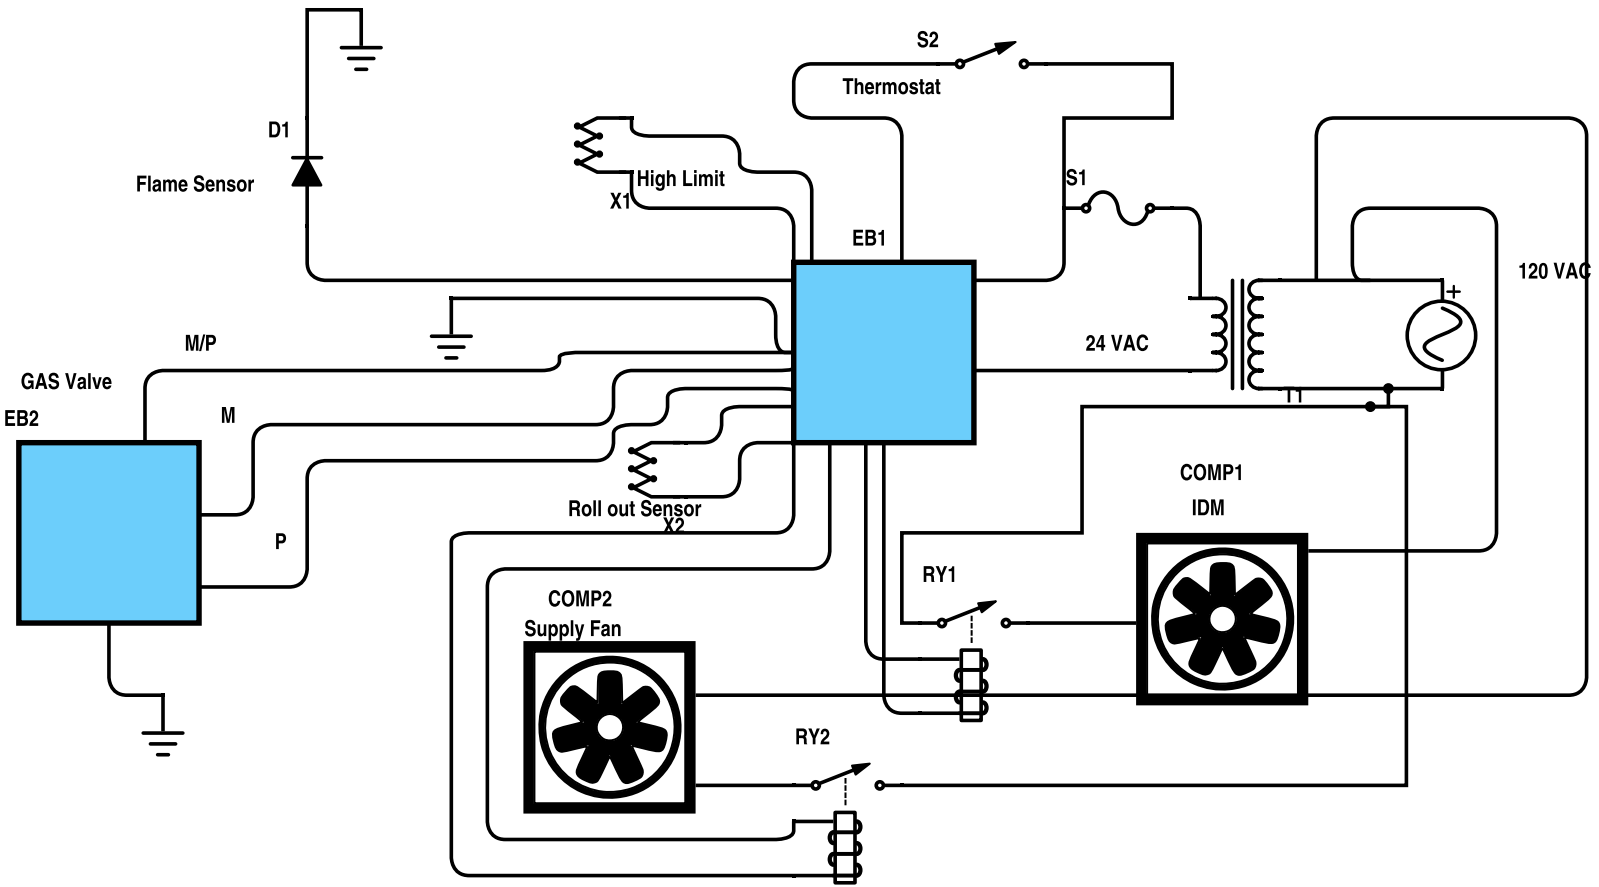 S2
Thermostat
D1
Flame Sensor
High Limit
X1
S1
EB1
120 VAC
+
M/P
24 VAC
GAS Valve
EB2
M
T1
P
Roll out Sensor
X2
COMP1
IDM
RY1
COMP2
Supply Fan
RY2